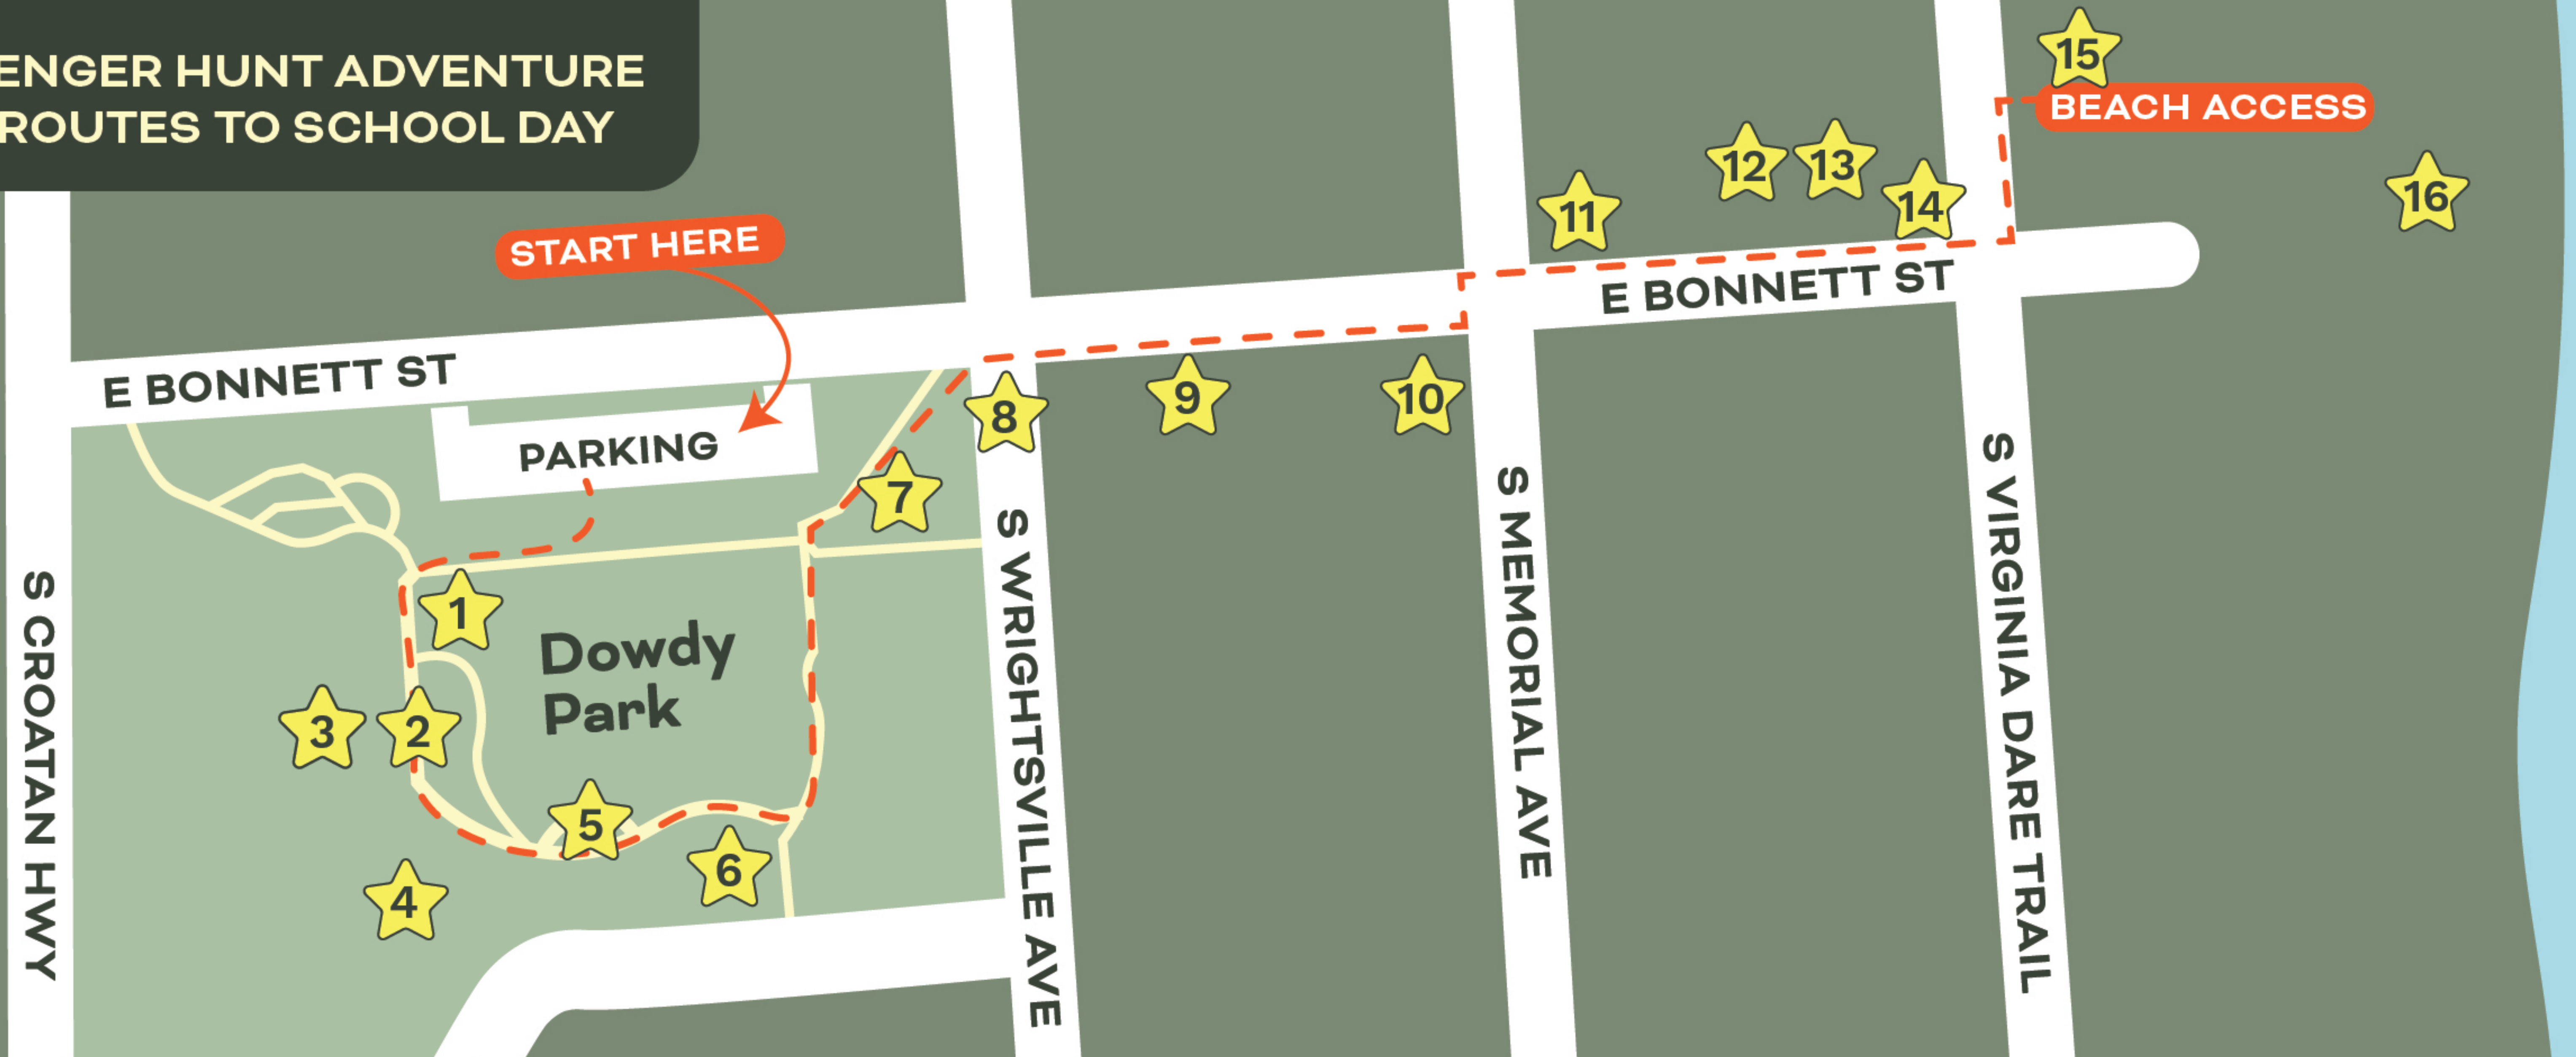 ENGER HUNT ADVENTURE
ROUTES TO SCHOOL DAY
15
BEACH ACCESS
12
13
14
11
16
START HERE
E BONNETT ST
E BONNETT ST
PARKING
8
9
10
7
1
Dowdy
Park
3
2
5
6
4
S CROATAN HWY
S WRIGHTSVILLE AVE
S MEMORIAL AVE
S VIRGINIA DARE TRAIL